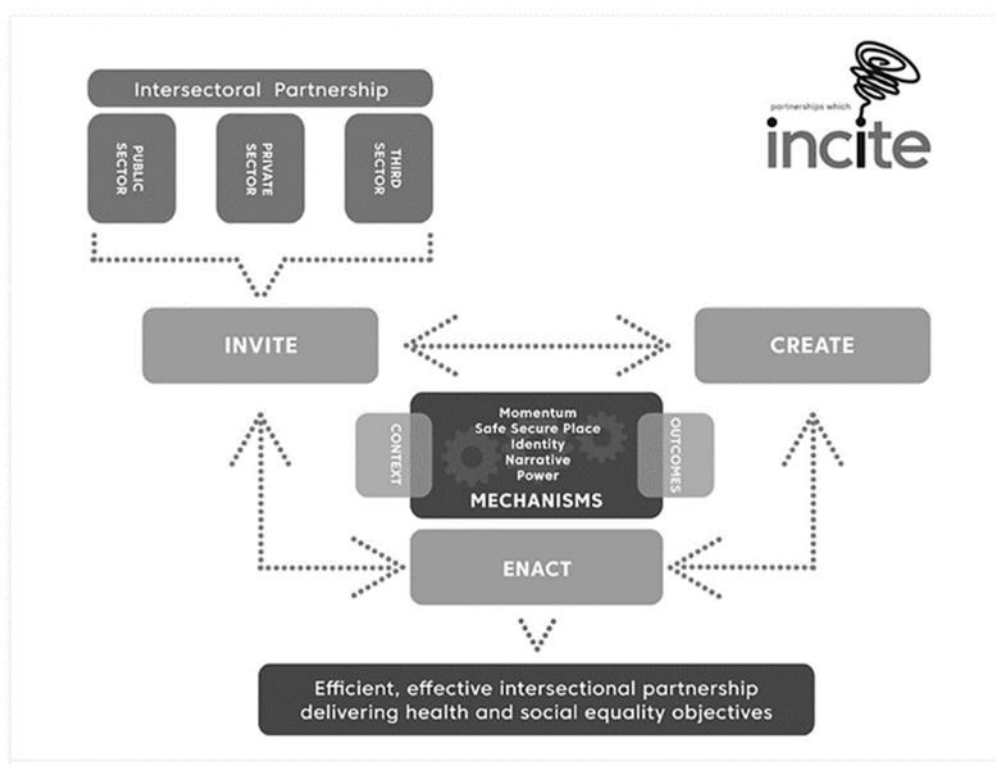 Intersectoral Partnership
PUBLIC
SECTOR
PRIVATE
SECTOR
THIRD
SECTOR
partnerships which
incite
INVITE
CREATE
CONTEXT
Momentum
Safe Secure Place
Identity
Narrative
Power
MECHANISMS
OUTCOMES
ENACT
Efficient, effective intersectional partnership
delivering health and social equality objectives